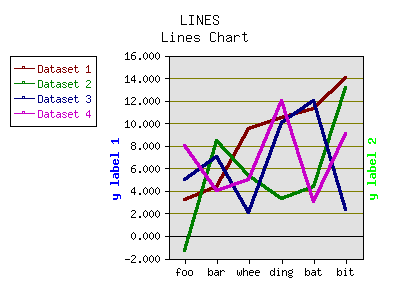 LINES
Lines Chart
Dataset 1
Dataset 2
Dataset 3
Dataset 4
y label 1
16.000
14.000
12.000
10.000
8.000
6.000
4.000
2.000
0.000
-2.000
foo bar whee ding bat bit
y label 2